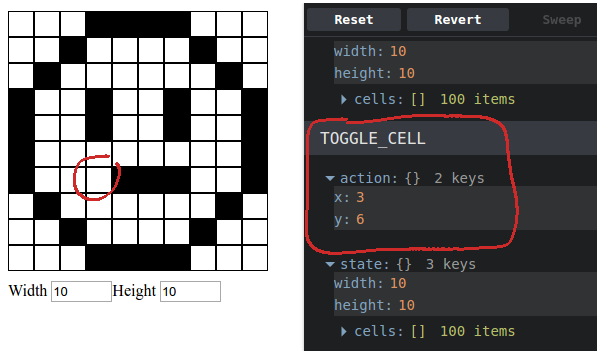 Reset Revert Sweep
width: 10
height: 10
cells: [] 100 items
TOGGLE_CELL
action: {} 2 keys
x: 3
y: 6
state: {} 3 keys
width: 10
height: 10
cells: [] 100 items
Width 10 Height 10